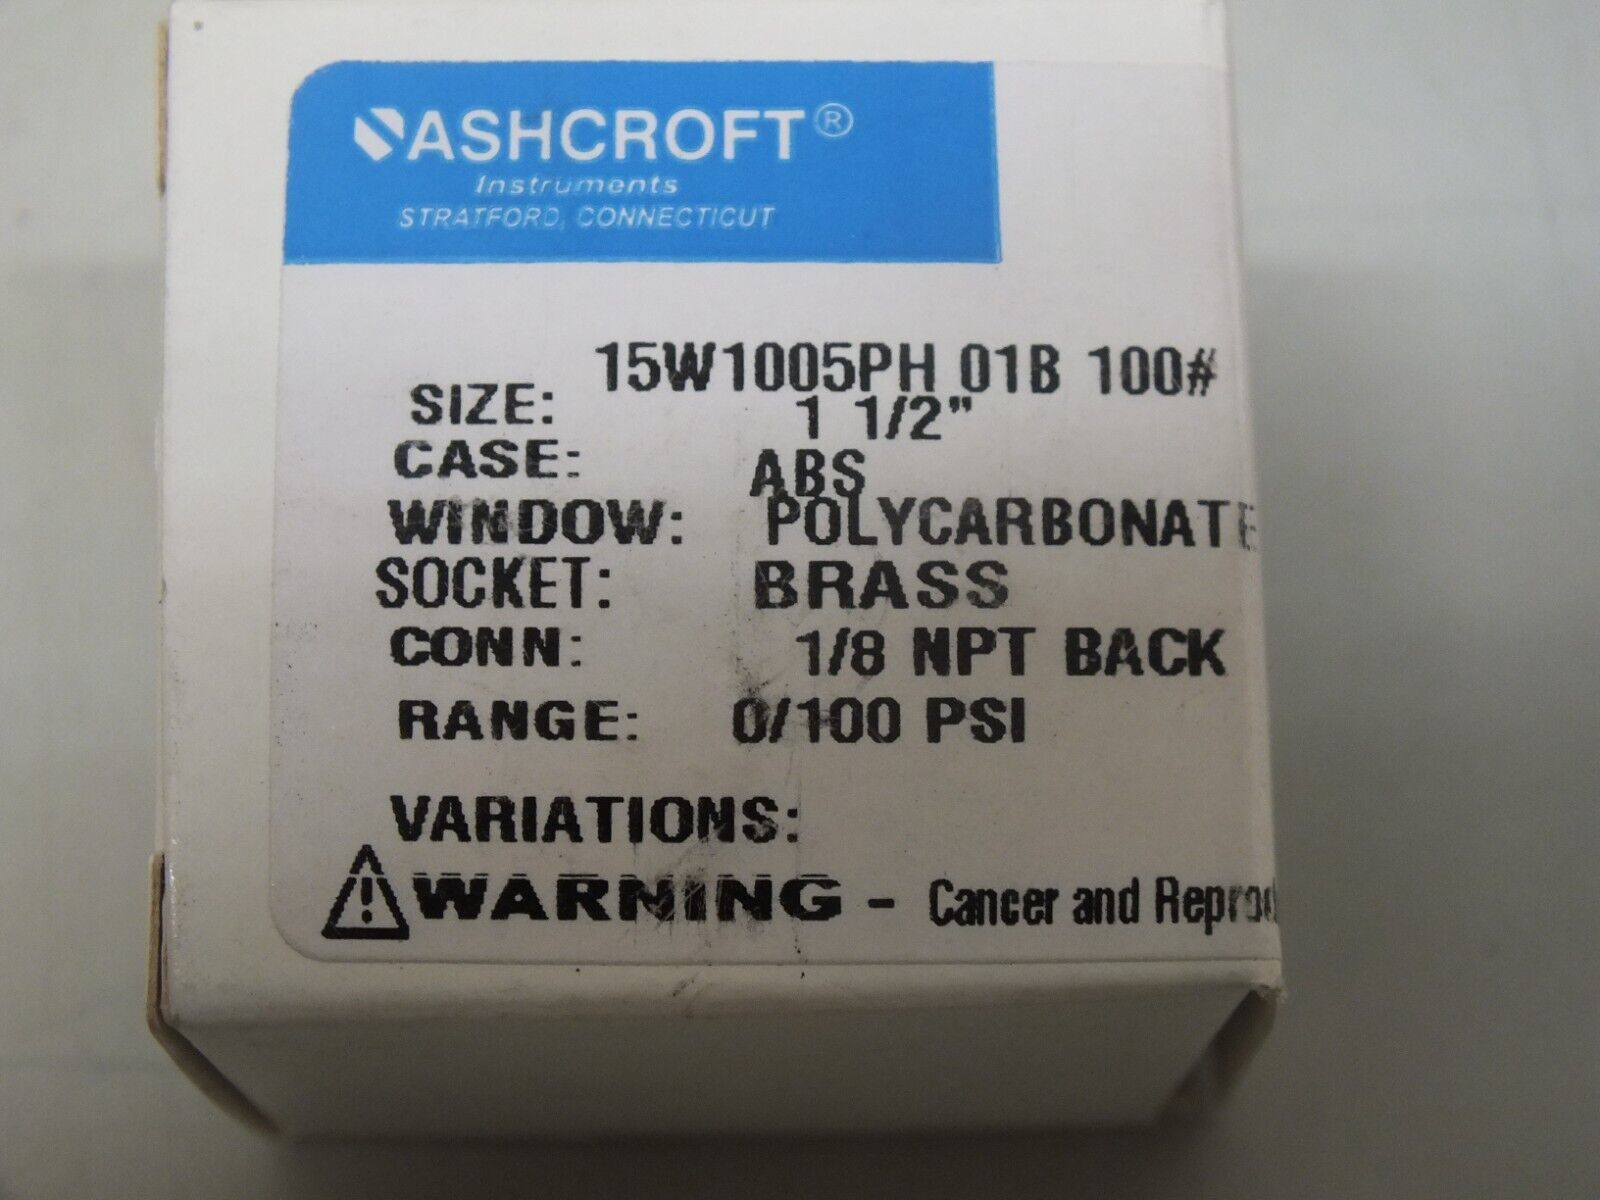 ASHCROFT®
Instruments
STRATFORD, CONNECTICUT
15W1005PH 01B 100#
SIZE: 1 1/2"
CASE: ABS
WINDOW: POLYCARBONATE
SOCKET: BRASS
CONN: 1/8 NPT BACK
RANGE: 0/100 PSI
VARIATIONS:
WARNING - Cancer and Reprod